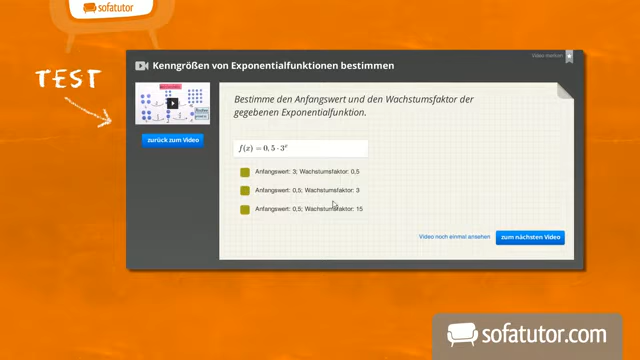 sofatutor
TEST
Kenngrößen von Exponentialfunktionen bestimmen
Video merken
Bestimme den Anfangswert und den Wachstumsfaktor der
gegebenen Exponentialfunktion.
zurück zum Video
f(x) = 0,5 · 3ˣ
Anfangswert: 3; Wachstumsfaktor: 0.5
Anfangswert: 0,5; Wachstumsfaktor: 3
Anfangswert: 0,5; Wachstumsfaktor: 15
Video noch einmal ansehen
zum nächsten Video
sofatutor.com